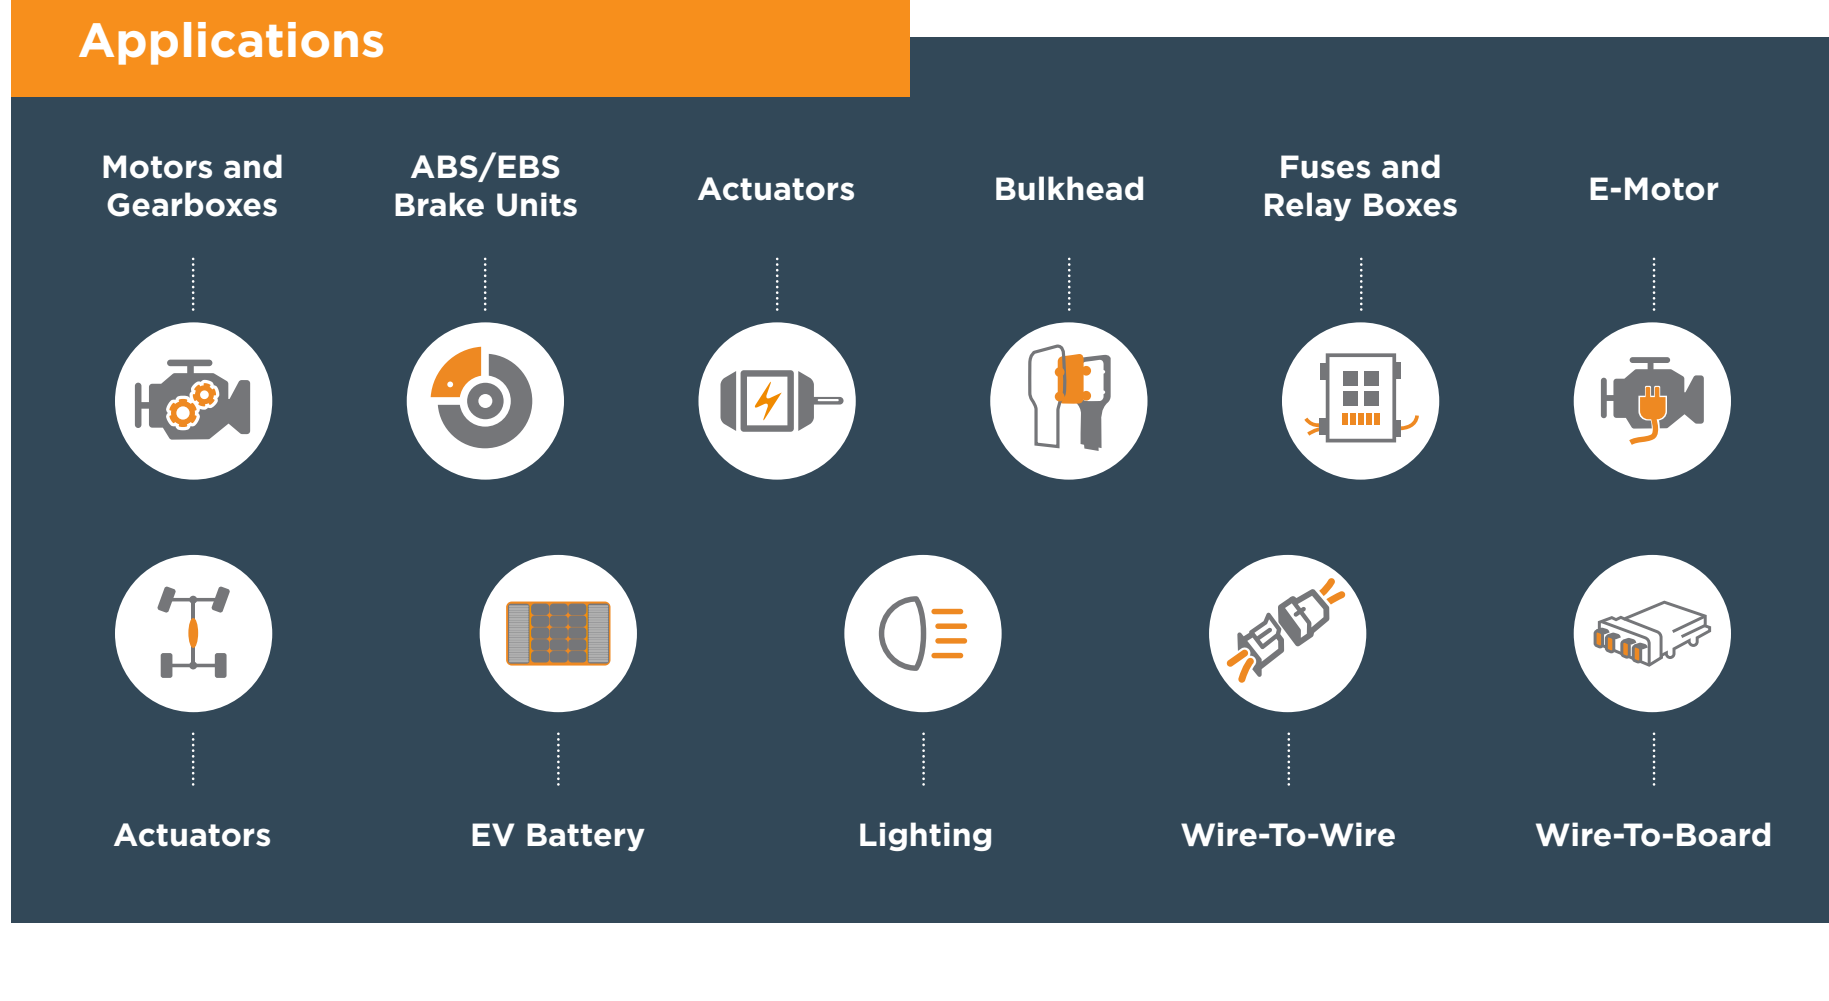 Applications
Motors and
Gearboxes
ABS/EBS
Brake Units
Actuators
Bulkhead
Fuses and
Relay Boxes
E-Motor
Actuators
EV Battery
Lighting
Wire-To-Wire
Wire-To-Board